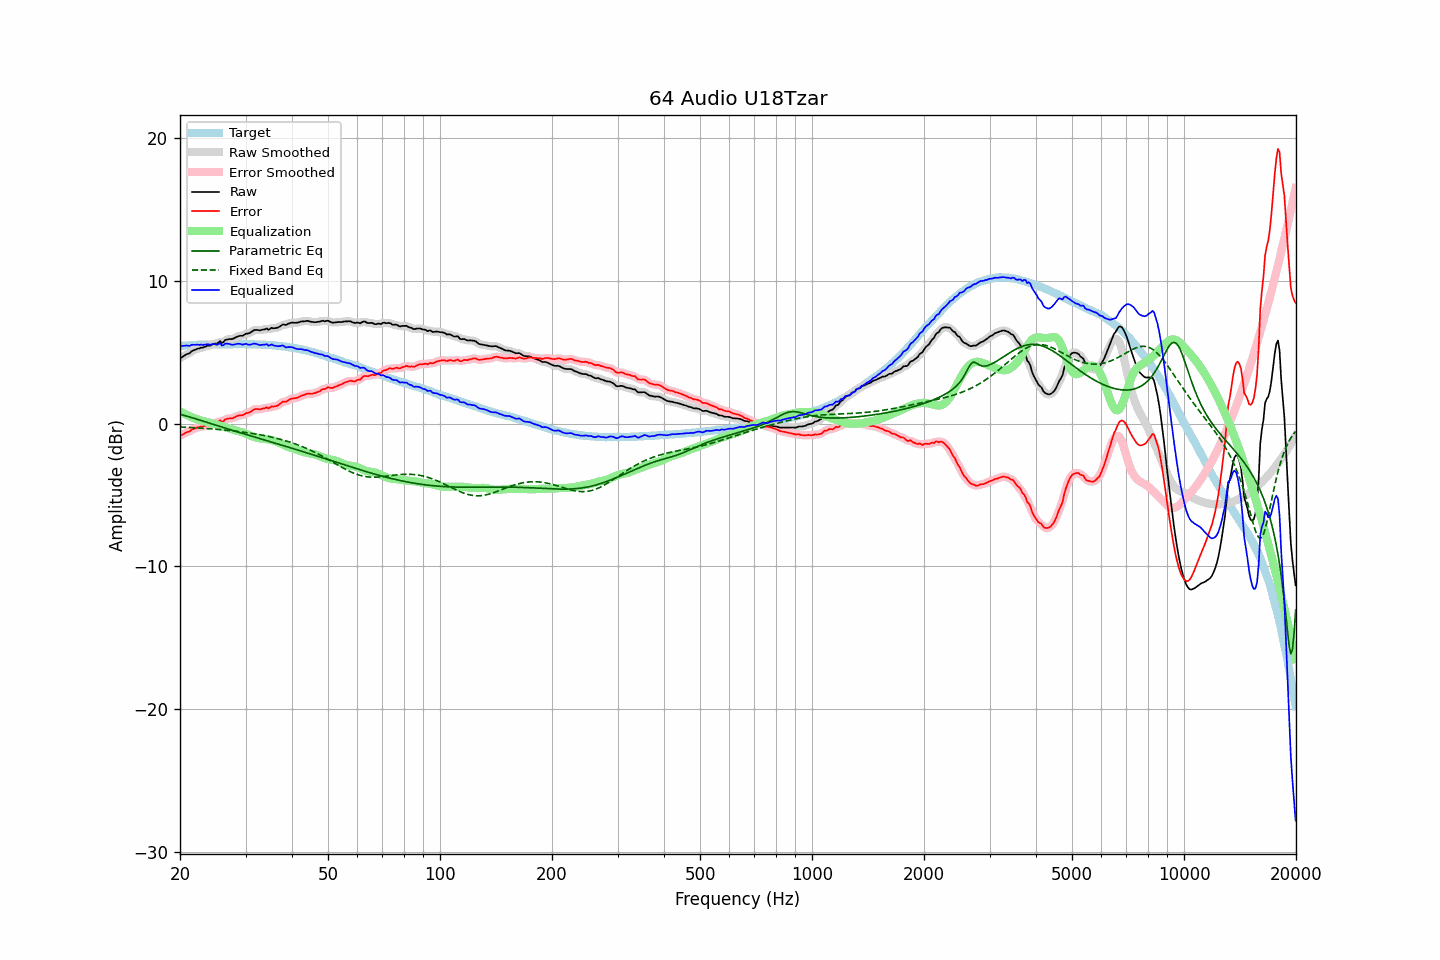 64 Audio U18Tzar
Target
Raw Smoothed
Error Smoothed
Raw
Error
Equalization
Parametric Eq
Fixed Band Eq
Equalized
20
10
0
−10
−20
−30
Amplitude (dBr)
20 50 100 200 500 1000 2000 5000 10000 20000
Frequency (Hz)